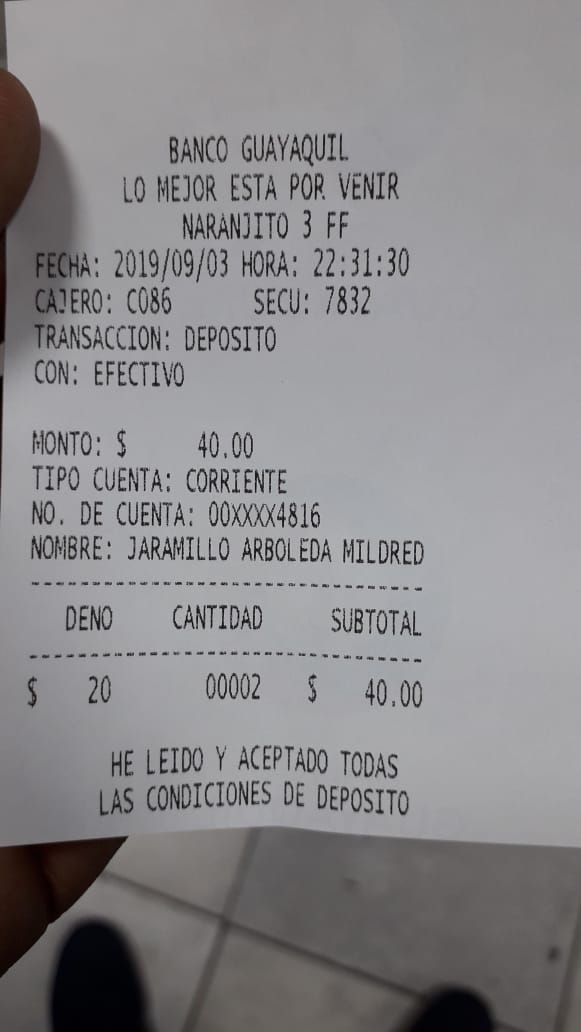 BANCO GUAYAQUIL
LO MEJOR ESTA POR VENIR
NARANJITO 3 FF
FECHA: 2019/09/03 HORA: 22:31:30
CAJERO: C086 SECU: 7832
TRANSACCION: DEPOSITO
CON: EFECTIVO
MONTO: $ 40.00
TIPO CUENTA: CORRIENTE
NO. DE CUENTA: 00XXXX4816
NOMBRE: JARAMILLO ARBOLEDA MILDRED
DENO CANTIDAD SUBTOTAL
$ 20 00002 $ 40.00
HE LEIDO Y ACEPTADO TODAS
LAS CONDICIONES DE DEPOSITO